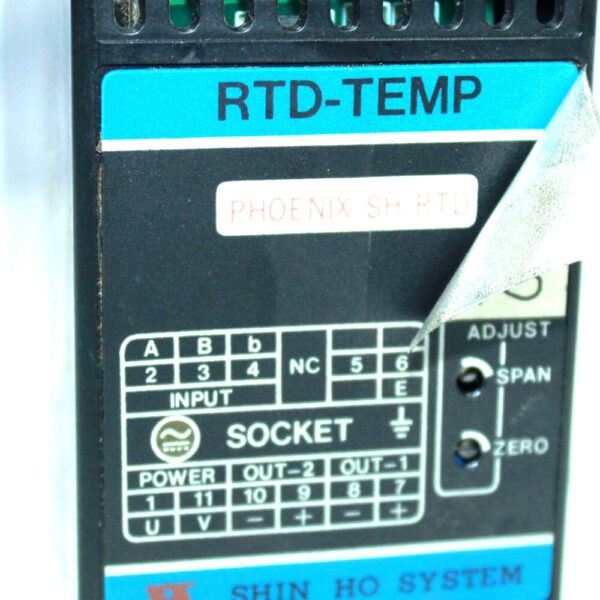 RTD-TEMP
PHOENIX SH-RTD
A B b NC
2 3 4 5 6
INPUT E
SOCKET
POWER OUT-2 OUT-1
1 11 10 9 8 7
U V - + - +
ADJUST
SPAN
ZERO
SHIN HO SYSTEM